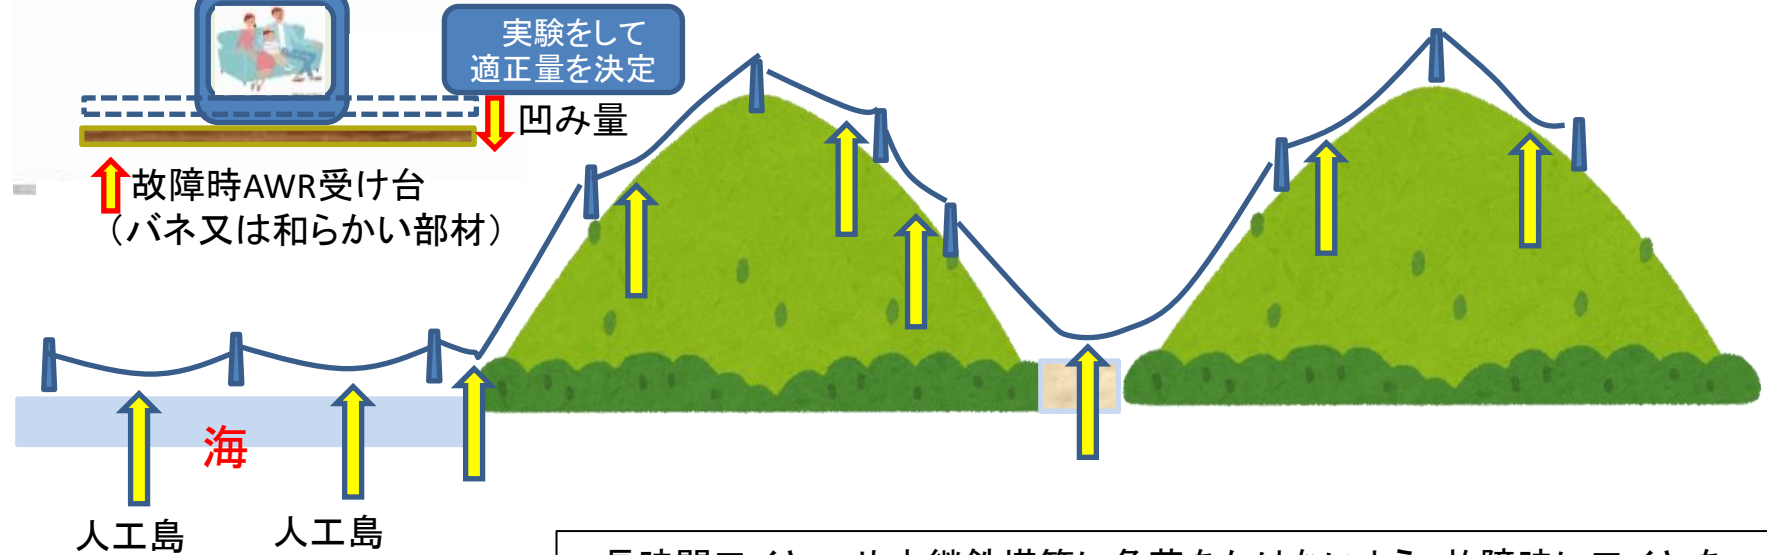 実験をして
適正量を決定
凹み量
故障時AWR受け台
（バネ又は和らかい部材）
海
人工島
人工島